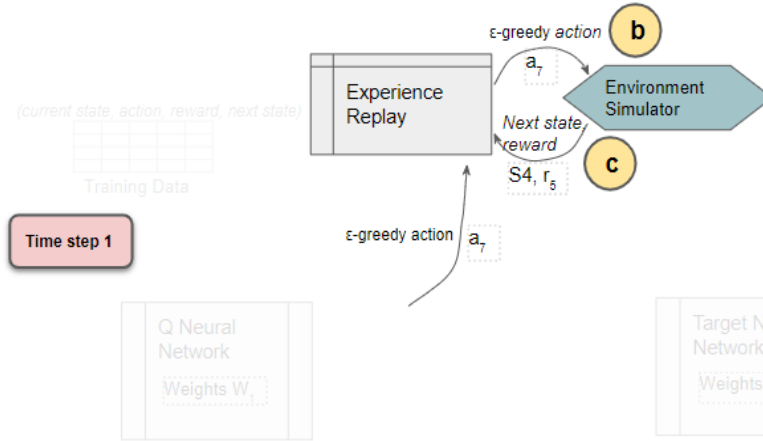 ε-greedy action
b
a7
Experience
Replay
Environment
Simulator
(current state, action, reward, next state)
Next state,
reward
c
Training Data
S4, r5
Time step 1
ε-greedy action
a7
Q Neural
Network
Weights W1
Target N
Network
Weights